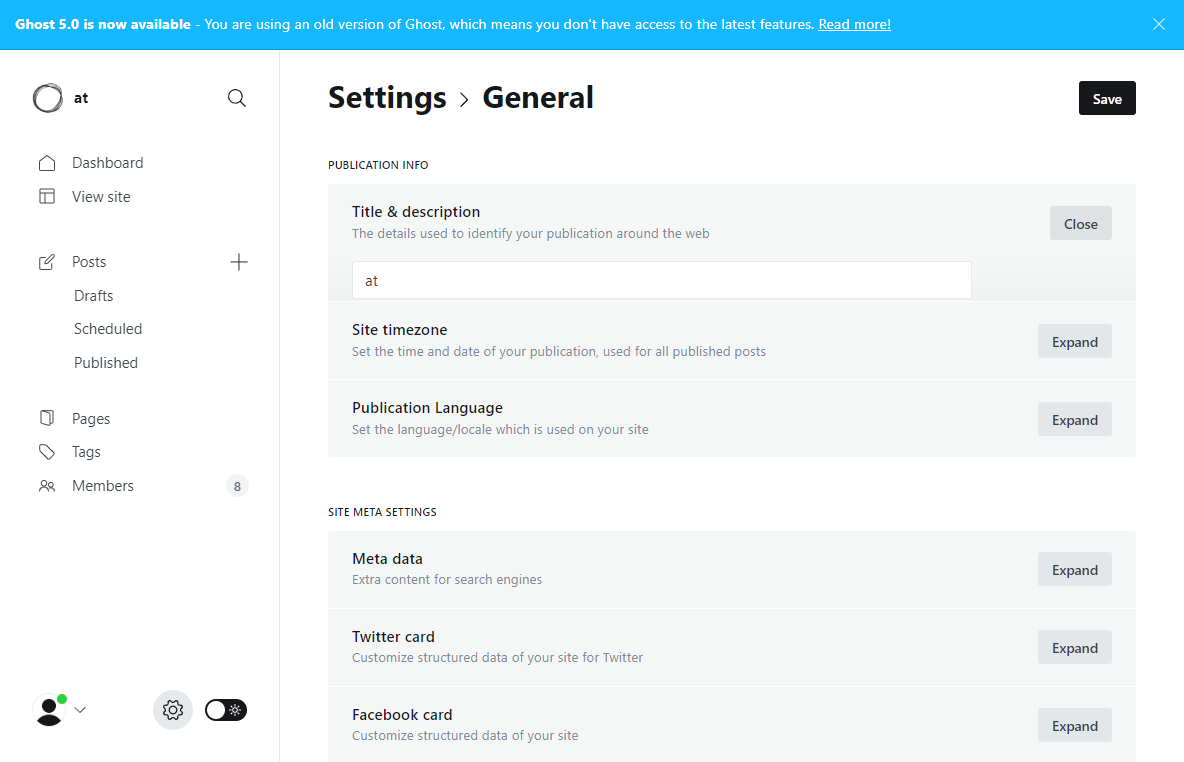 Ghost 5.0 is now available - You are using an old version of Ghost, which means you don't have access to the latest features. Read more!
at
Dashboard
View site
Posts
Drafts
Scheduled
Published
Pages
Tags
Members 8
Settings > General
Save
PUBLICATION INFO
Title & description
The details used to identify your publication around the web
Close
at
Site timezone
Set the time and date of your publication, used for all published posts
Expand
Publication Language
Set the language/locale which is used on your site
Expand
SITE META SETTINGS
Meta data
Extra content for search engines
Expand
Twitter card
Customize structured data of your site for Twitter
Expand
Facebook card
Customize structured data of your site
Expand